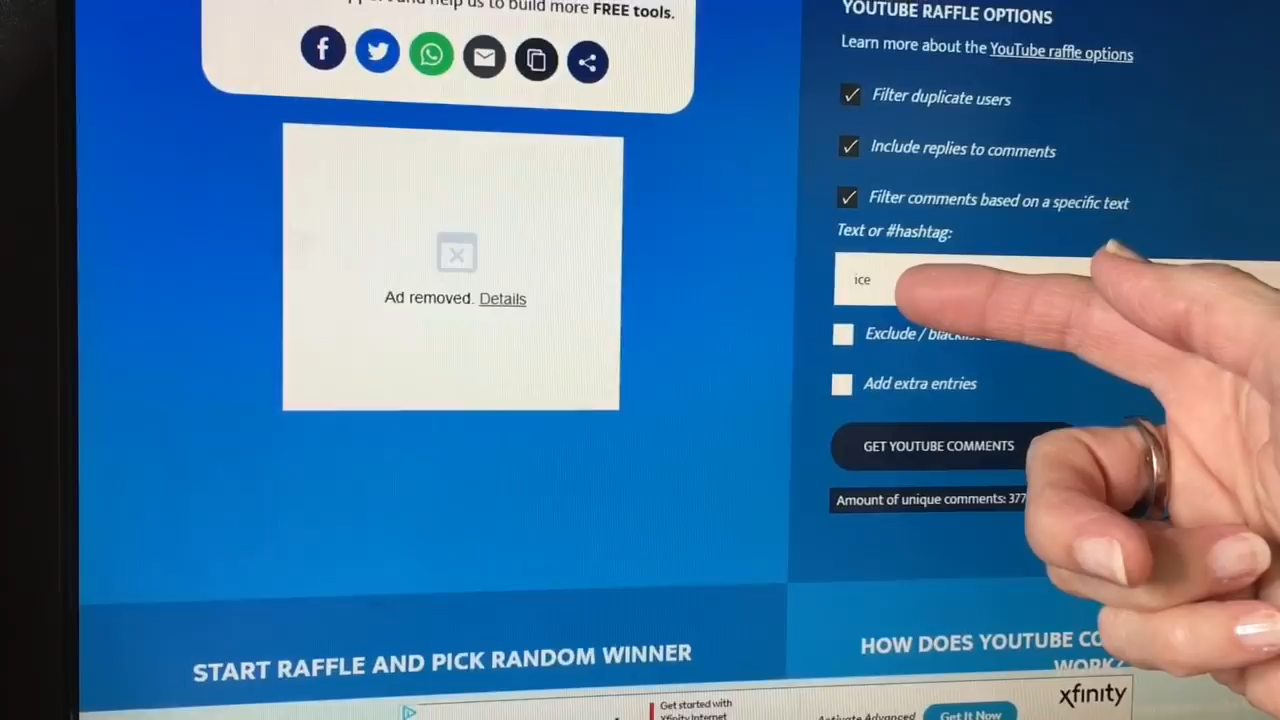 and help us to build more FREE tools.
Ad removed. Details
START RAFFLE AND PICK RANDOM WINNER
YOUTUBE RAFFLE OPTIONS
Learn more about the YouTube raffle options
Filter duplicate users
Include replies to comments
Filter comments based on a specific text
Text or #hashtag:
ice
Exclude /
Add extra entries
GET YOUTUBE COMMENTS
Amount of unique comments: 377
HOW DOES YOUTUBE
WORK?
Get started with
Xfinity Internet
Activate Advanced
Get It Now
xfinity